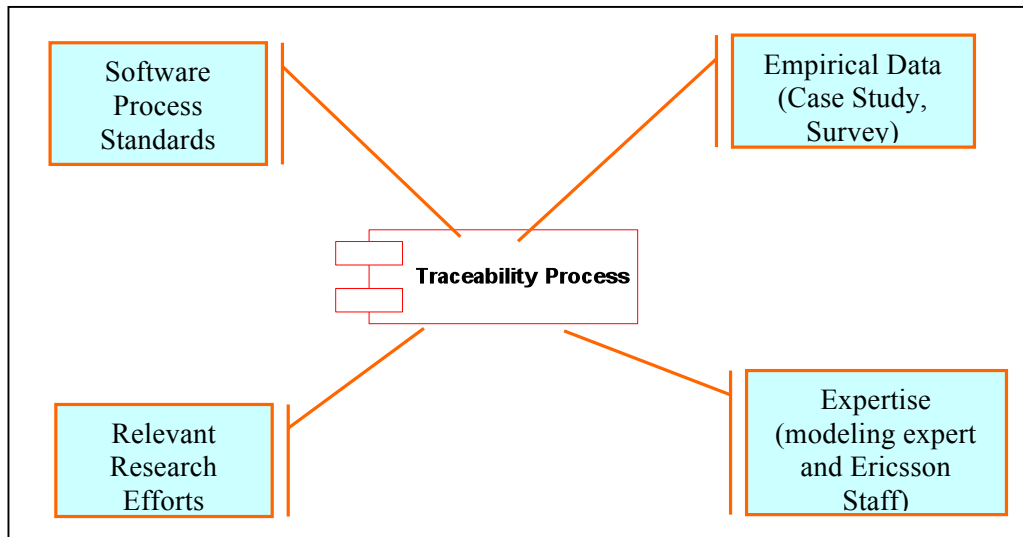 Software
Process
Standards
Empirical Data
(Case Study,
Survey)
Traceability Process
Relevant
Research
Efforts
Expertise
(modeling expert
and Ericsson
Staff)